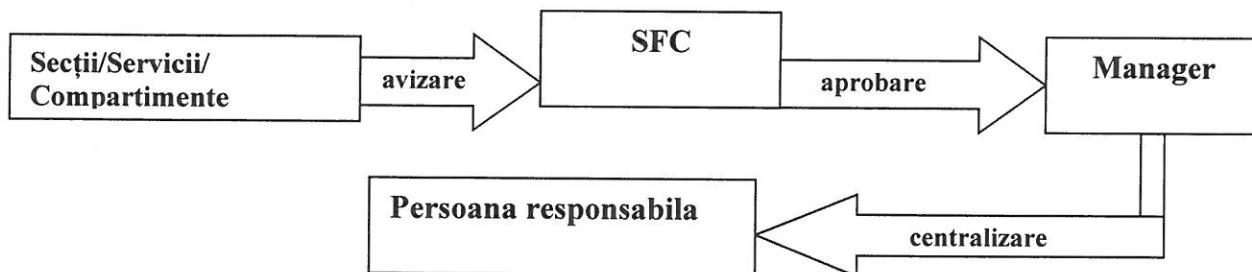 Secții/Servicii/
Compartimente
avizare
SFC
aprobare
Manager
Persoana responsabila
centralizare